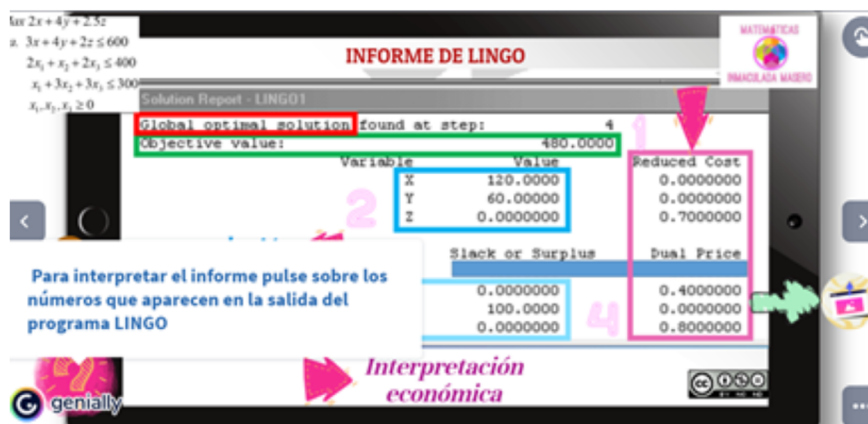 Max 2x + 4y + 2.5z
3x + 4y + 2z ≤ 600
2x₁ + x₂ + 2x₃ ≤ 400
x₁ + 3x₂ + 3x₃ ≤ 300
x₁, x₂, x₃ ≥ 0
INFORME DE LINGO
MATEMÁTICAS
INMACULADA MASERO
Solution Report - LINGO1
Global optimal solution found at step: 4
Objective value: 480.0000
1
Variable Value Reduced Cost
X 120.0000 0.0000000
Y 60.00000 0.0000000
Z 0.0000000 0.7000000
2
Slack or Surplus Dual Price
0.0000000 0.4000000
100.0000 0.0000000
0.0000000 0.8000000
4
Para interpretar el informe pulse sobre los
números que aparecen en la salida del
programa LINGO
Interpretación
económica
genially